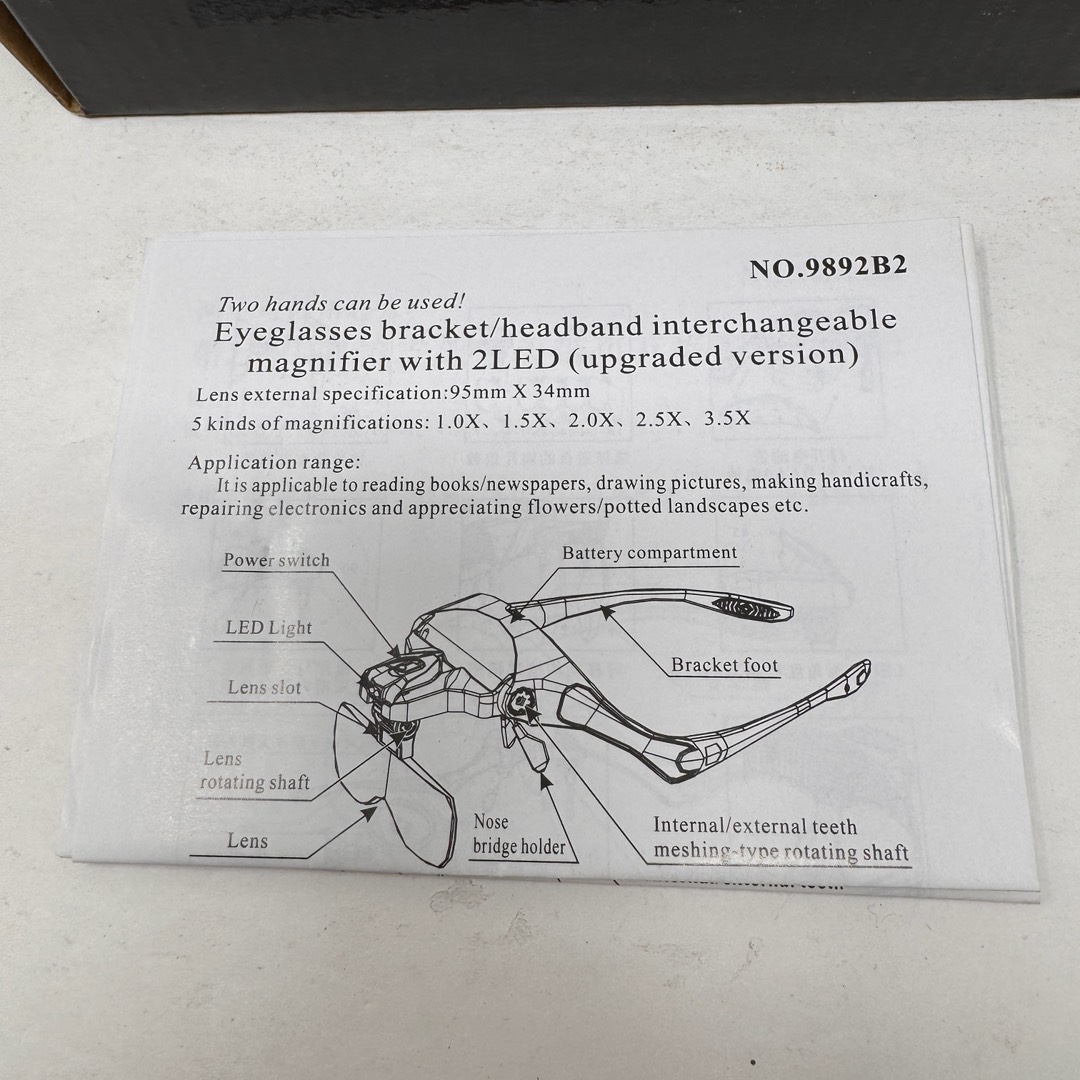 NO.9892B2
Two hands can be used!
Eyeglasses bracket/headband interchangeable
magnifier with 2LED (upgraded version)
Lens external specification:95mm X 34mm
5 kinds of magnifications: 1.0X、1.5X、2.0X、2.5X、3.5X
Application range:
It is applicable to reading books/newspapers, drawing pictures, making handicrafts,
repairing electronics and appreciating flowers/potted landscapes etc.
Power switch
Battery compartment
LED Light
Bracket foot
Lens slot
Lens
rotating shaft
Lens
Nose
bridge holder
Internal/external teeth
meshing-type rotating shaft